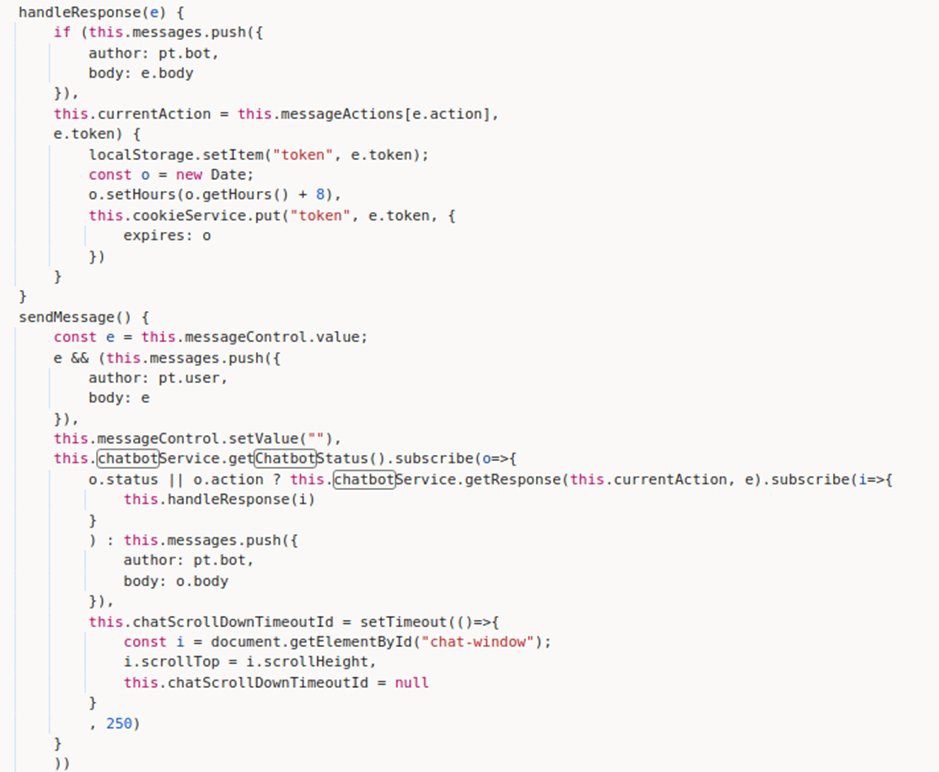 handleResponse(e) {
if (this.messages.push({
author: pt.bot,
body: e.body
}),
this.currentAction = this.messageActions[e.action],
e.token) {
localStorage.setItem("token", e.token);
const o = new Date;
o.setHours(o.getHours() + 8),
this.cookieService.put("token", e.token, {
expires: o
})
}
}
sendMessage() {
const e = this.messageControl.value;
e && (this.messages.push({
author: pt.user,
body: e
}),
this.messageControl.setValue(""),
this.chatbotService.getChatbotStatus().subscribe(o=>{
o.status || o.action ? this.chatbotService.getResponse(this.currentAction, e).subscribe(i=>{
this.handleResponse(i)
}
) : this.messages.push({
author: pt.bot,
body: o.body
}),
this.chatScrollDownTimeoutId = setTimeout(()=>{
const i = document.getElementById("chat-window");
i.scrollTop = i.scrollHeight,
this.chatScrollDownTimeoutId = null
}
, 250)
}
))